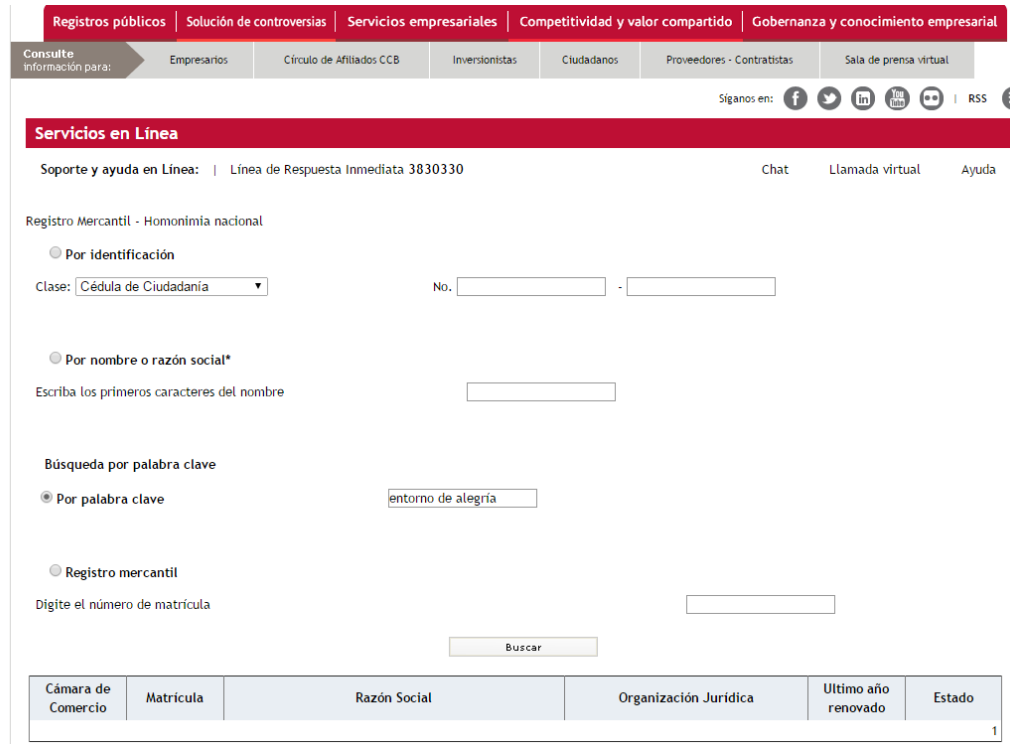 Registros públicos Solución de controversias Servicios empresariales Competitividad y valor compartido Gobernanza y conocimiento empresarial
Consulte
información para:
Empresarios Círculo de Afiliados CCB Inversionistas Ciudadanos Proveedores - Contratistas Sala de prensa virtual
Síganos en: f in You Tube | RSS
Servicios en Línea
Soporte y ayuda en Línea: | Línea de Respuesta Inmediata 3830330 Chat Llamada virtual Ayuda
Registro Mercantil - Homonimia nacional
Por identificación
Clase: Cédula de Ciudadanía No. -
Por nombre o razón social*
Escriba los primeros caracteres del nombre
Búsqueda por palabra clave
Por palabra clave entorno de alegría
Registro mercantil
Digite el número de matrícula
Buscar
Cámara de Comercio Matrícula Razón Social Organización Jurídica Ultimo año renovado Estado
1